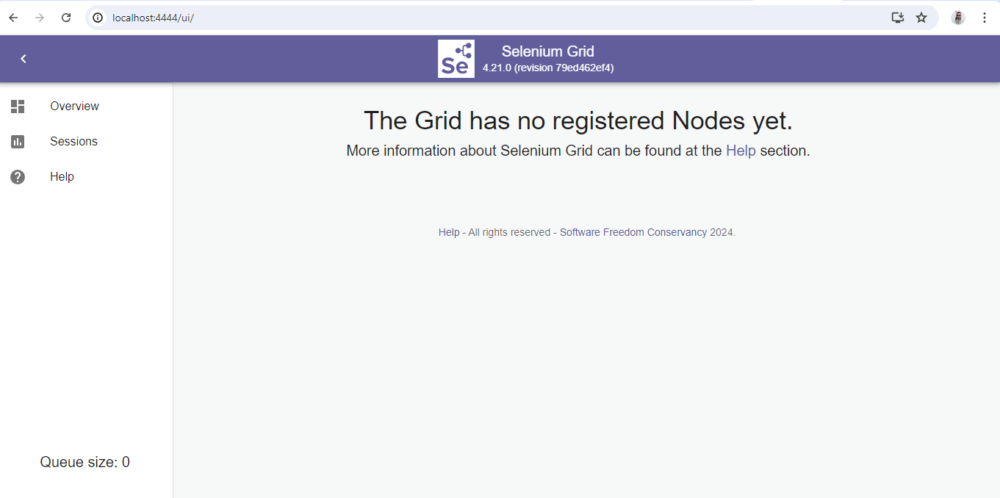 localhost:4444/ui/
Se
Selenium Grid
4.21.0 (revision 79ed462ef4)
Overview
Sessions
Help
The Grid has no registered Nodes yet.
More information about Selenium Grid can be found at the Help section.
Help - All rights reserved - Software Freedom Conservancy 2024.
Queue size: 0